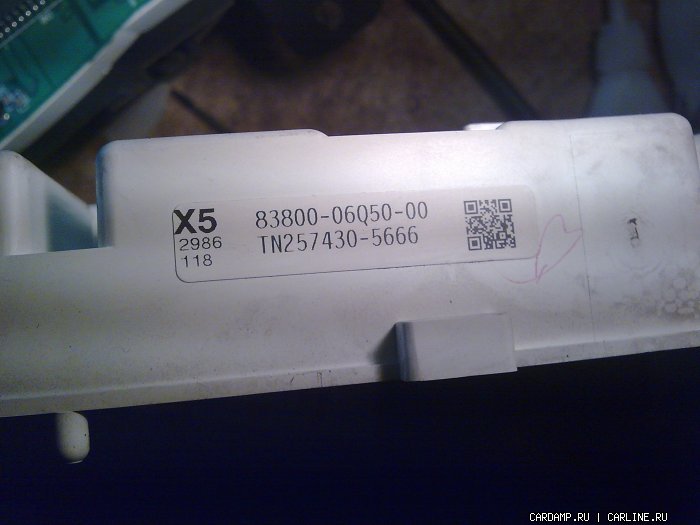 X5 83800-06Q50-00
2986 TN257430-5666
118
CARDAMP.RU | CARLINE.RU